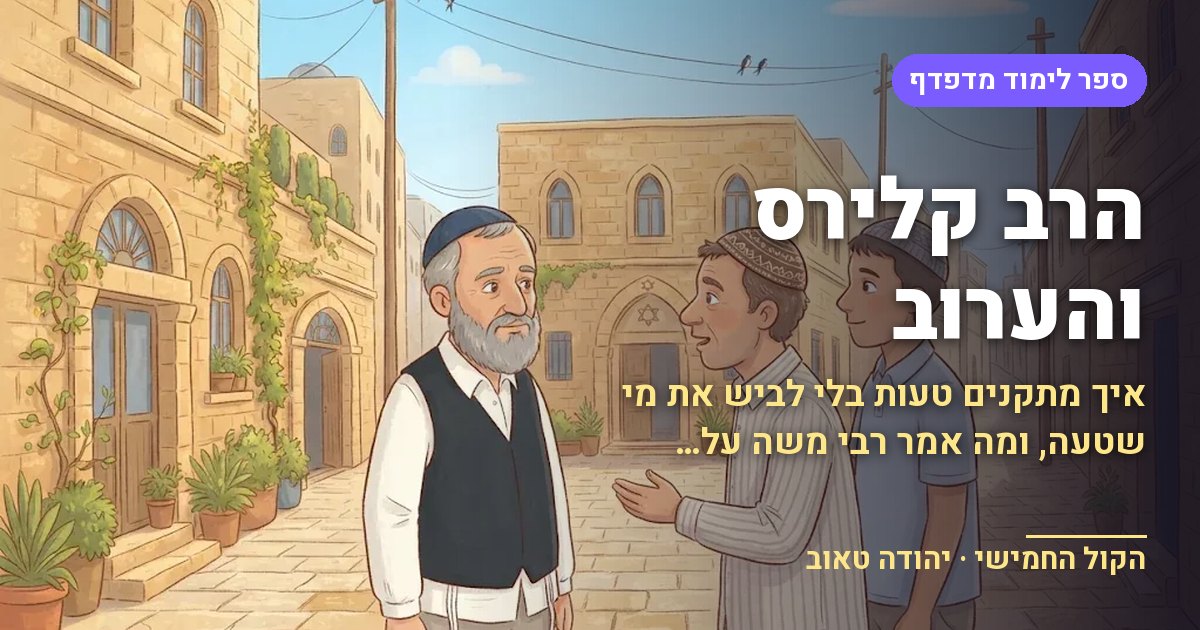 ספר לימוד מדפדף
הרב קלירס
והערוב
איך מתקנים טעות בלי לבייש את מי
שטעה, ומה אמר רבי משה על...
הקול החמישי · יהודה טאוב